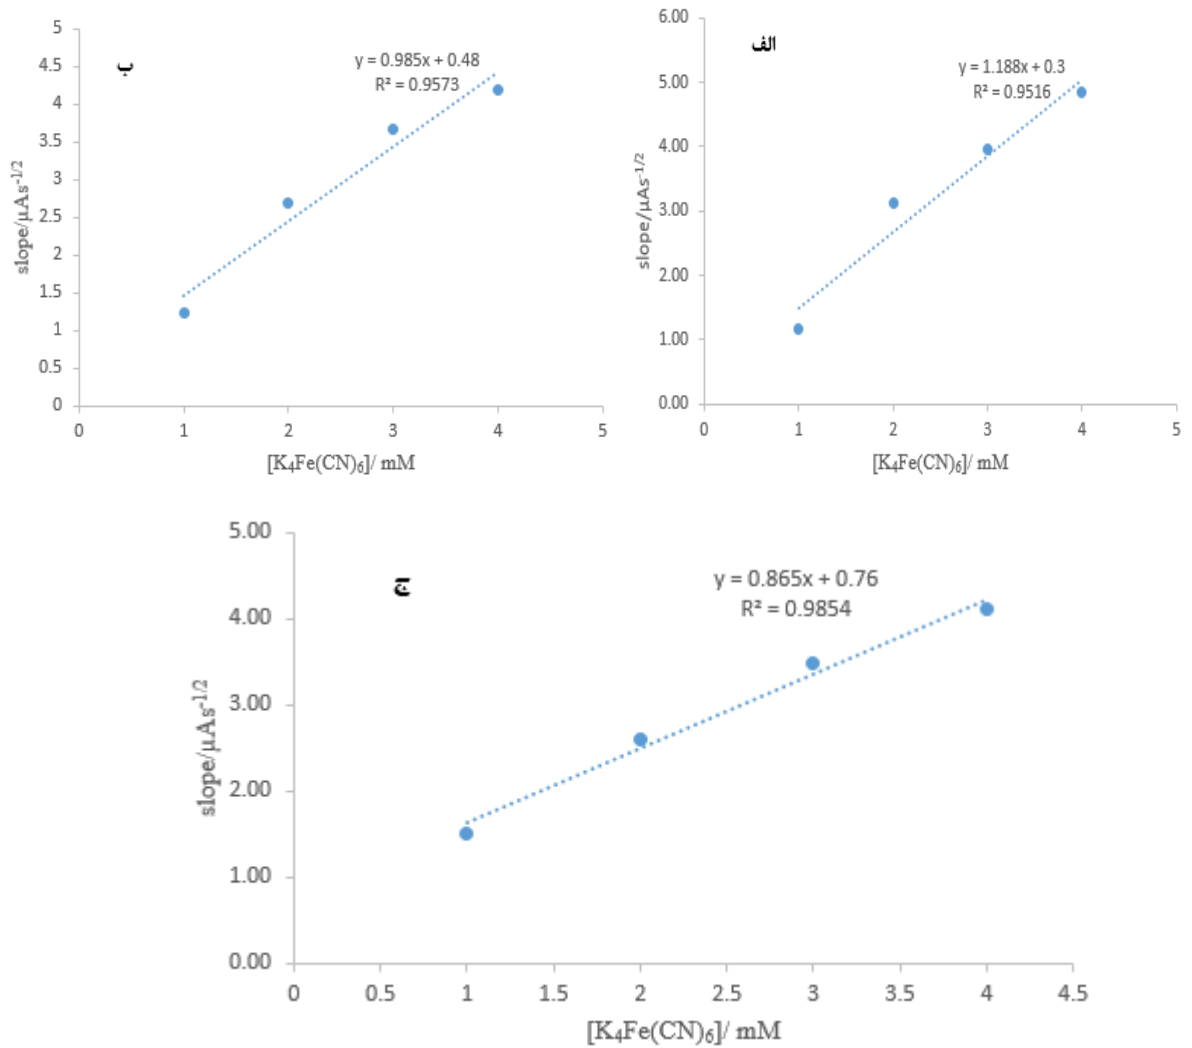 ب
y = 0.985x + 0.48
R² = 0.9573
5
4.5
4
3.5
3
2.5
2
1.5
1
0.5
0
slope/µAs⁻¹/²
0 1 2 3 4 5
[K₄Fe(CN)₆]/ mM
الف
y = 1.188x + 0.3
R² = 0.9516
6.00
5.00
4.00
3.00
2.00
1.00
0.00
slope/µAs⁻¹/²
0 1 2 3 4 5
[K₄Fe(CN)₆]/ mM
ج
y = 0.865x + 0.76
R² = 0.9854
5.00
4.00
3.00
2.00
1.00
0.00
slope/µAs⁻¹/²
0 0.5 1 1.5 2 2.5 3 3.5 4 4.5
[K₄Fe(CN)₆]/ mM